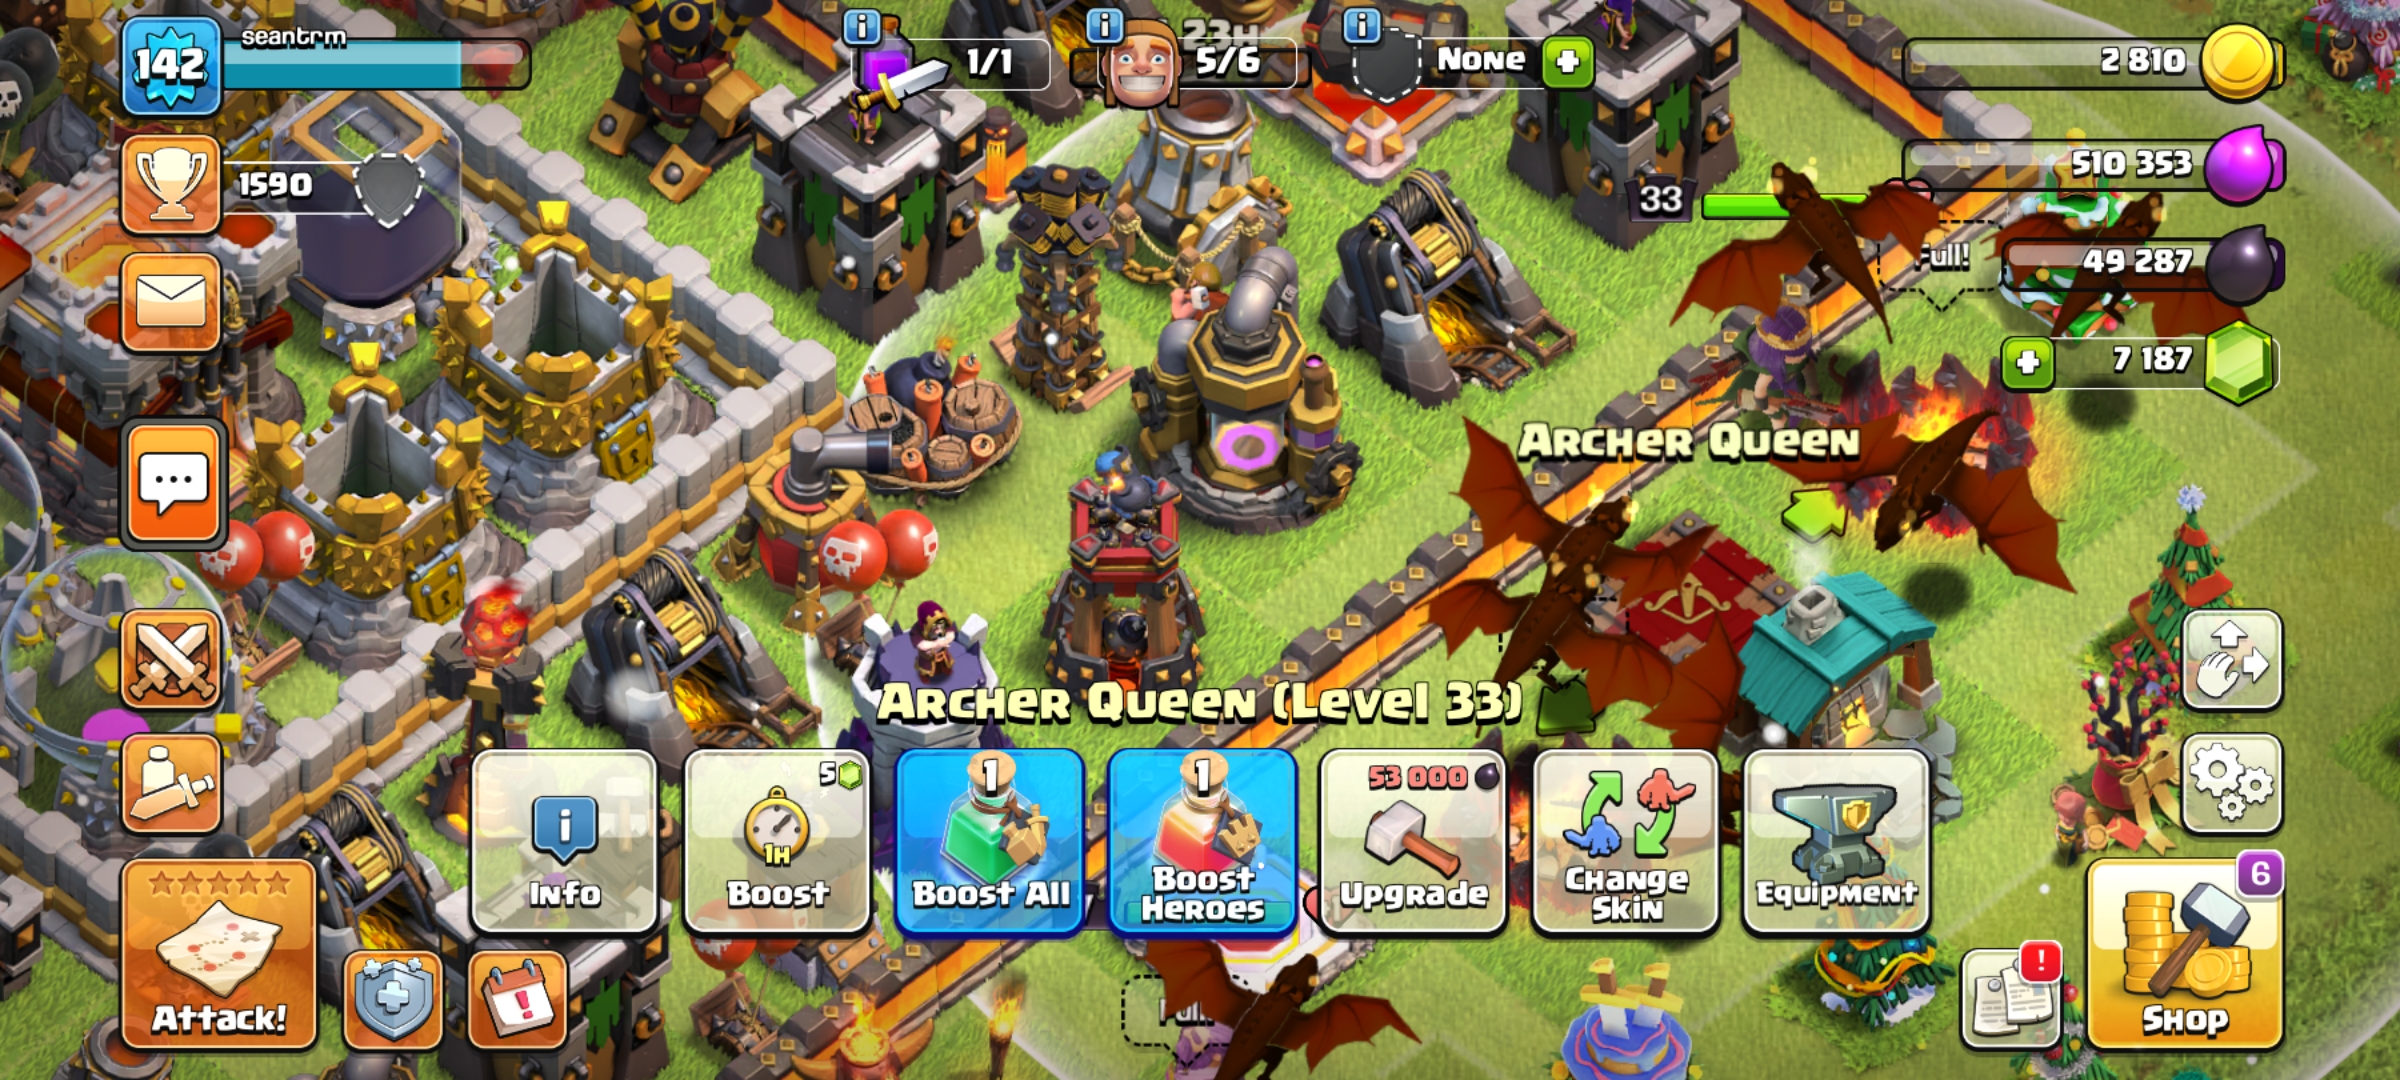 142
seantrm
1/1
23H
5/6
None
2 810
1590
33
510 353
Full!
49 287
7 187
Archer Queen
Archer Queen (Level 33)
5
1H
1
1
53 000
Info
Boost
Boost All
Boost
Heroes
Upgrade
Change
Skin
Equipment
6
!
Attack!
Shop